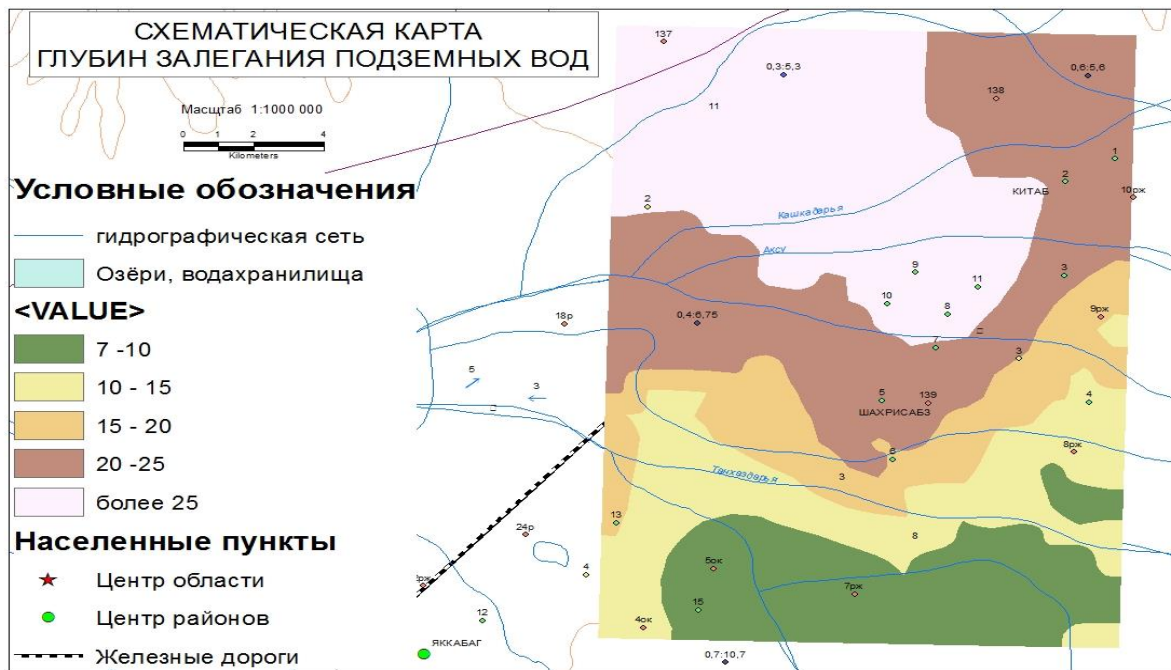 СХЕМАТИЧЕСКАЯ КАРТА
ГЛУБИН ЗАЛЕГАНИЯ ПОДЗЕМНЫХ ВОД
Масштаб 1:1000 000
0 1 2 4
Kilometers
Условные обозначения
гидрографическая сеть
Озёри, водахранилища
<VALUE>
7 -10
10 - 15
15 - 20
20 -25
более 25
Населенные пункты
Центр области
Центр районов
Железные дороги
137
0,3:5,3
0,6:5,6
11
138
1
2
КИТАБ
10рж
2
Кашкадарья
АКСУ
9
3
10
11
8
9рж
18р
0,4:6,75
7
3
5
3
5
139
4
ШАХРИСАБЗ
6
8рж
Танхаздарья
3
13
24р
8
4
5ок
7рж
15
12
4ок
ЯККАБАГ
0,7:10,7